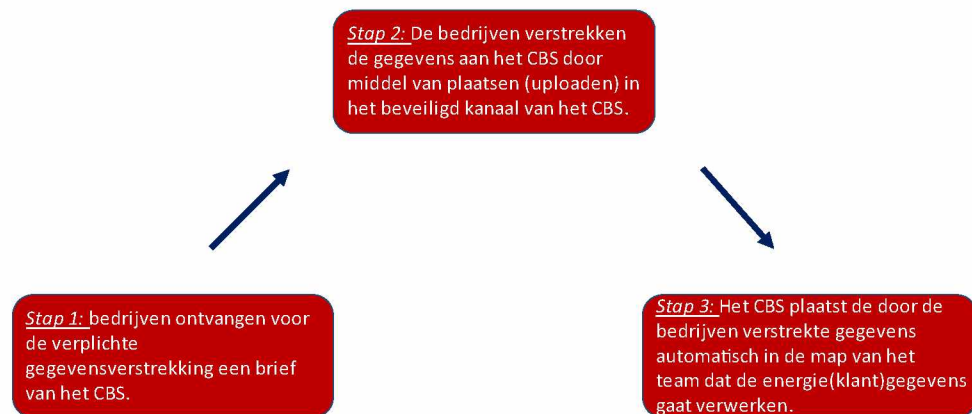 Stap 2: De bedrijven verstrekken
de gegevens aan het CBS door
middel van plaatsen (uploaden) in
het beveiligd kanaal van het CBS.
Stap 1: bedrijven ontvangen voor
de verplichte
gegevensverstrekking een brief
van het CBS.
Stap 3: Het CBS plaatst de door de
bedrijven verstrekte gegevens
automatisch in de map van het
team dat de energie(klant)gegevens
gaat verwerken.